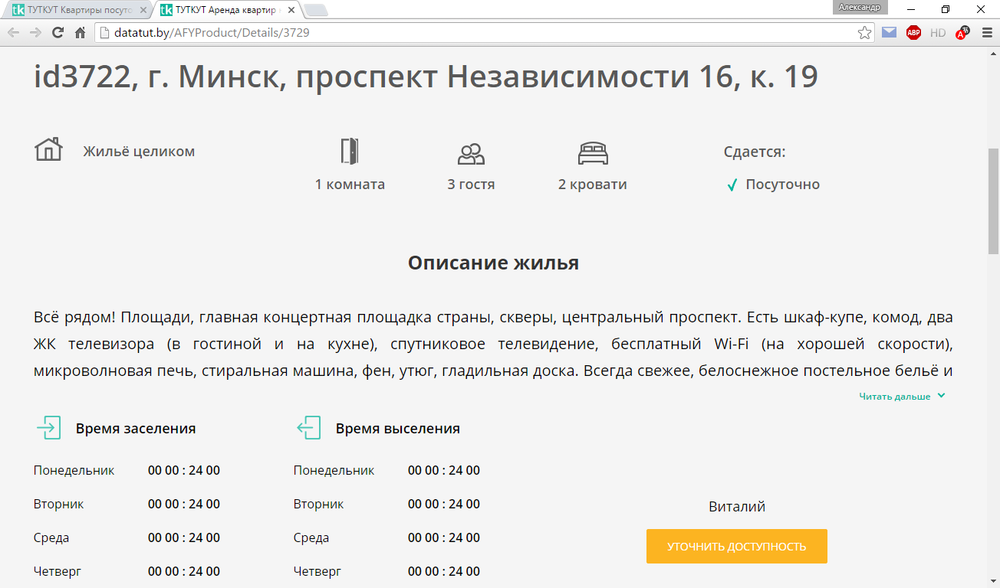 ТУТКУТ Квартиры посуто
ТУТКУТ Аренда квартир
Александр
datatut.by/AFYProduct/Details/3729
ABP
HD
id3722, г. Минск, проспект Независимости 16, к. 19
Жильё целиком
1 комната
3 гостя
2 кровати
Сдается:
Посуточно
Описание жилья
Всё рядом! Площади, главная концертная площадка страны, скверы, центральный проспект. Есть шкаф-купе, комод, два
ЖК телевизора (в гостиной и на кухне), спутниковое телевидение, бесплатный Wi-Fi (на хорошей скорости),
микроволновая печь, стиральная машина, фен, утюг, гладильная доска. Всегда свежее, белоснежное постельное бельё и
Читать дальше
Время заселения
Время выселения
Понедельник 00 00 : 24 00 Понедельник 00 00 : 24 00
Вторник 00 00 : 24 00 Вторник 00 00 : 24 00
Виталий
Среда 00 00 : 24 00 Среда 00 00 : 24 00
УТОЧНИТЬ ДОСТУПНОСТЬ
Четверг 00 00 : 24 00 Четверг 00 00 : 24 00